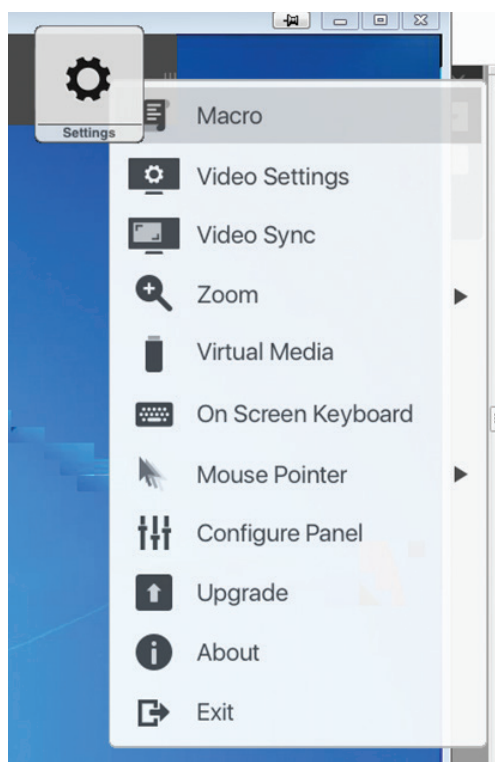 Settings
Macro
Video Settings
Video Sync
Zoom
Virtual Media
On Screen Keyboard
Mouse Pointer
Configure Panel
Upgrade
About
Exit